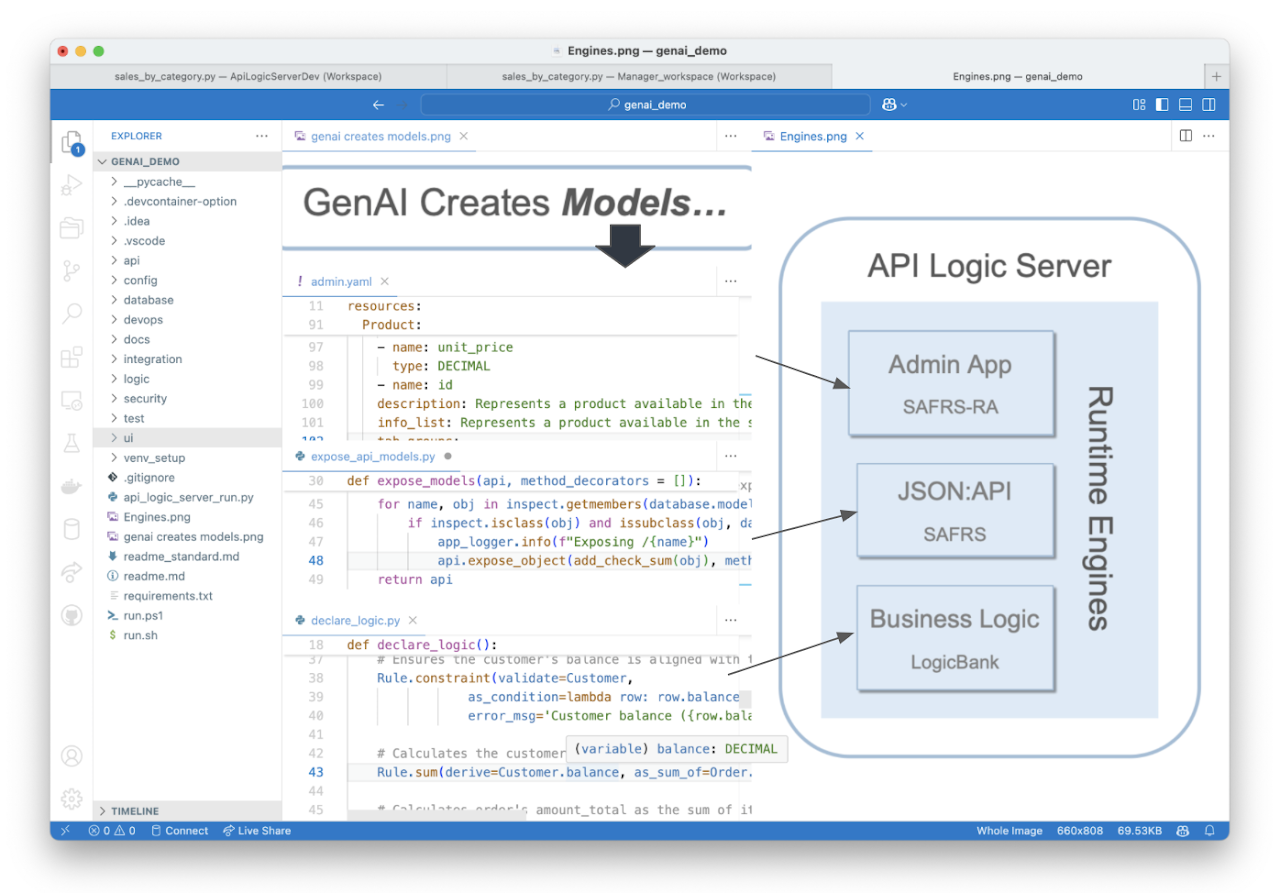 Engines.png — genai_demo
sales_by_category.py — ApiLogicServerDev (Workspace)
sales_by_category.py — Manager_workspace (Workspace)
Engines.png — genai_demo
genai_demo
1
EXPLORER
GENAI_DEMO
__pycache__
.devcontainer-option
.idea
.vscode
api
config
database
devops
docs
integration
logic
security
test
ui
venv_setup
.gitignore
api_logic_server_run.py
Engines.png
genai creates models.png
readme_standard.md
readme.md
requirements.txt
run.ps1
$ run.sh
TIMELINE
genai creates models.png
GenAI Creates Models...
! admin.yaml
11 resources:
91 Product:
97 - name: unit_price
98 type: DECIMAL
99 - name: id
100 description: Represents a product available in the
101 info_list: Represents a product available in the s
102 tab_groups:
expose_api_models.py
30 def expose_models(api, method_decorators = []):
45 for name, obj in inspect.getmembers(database.model
46 if inspect.isclass(obj) and issubclass(obj, da
47 app_logger.info(f"Exposing /{name}")
48 api.expose_object(add_check_sum(obj), meth
49 return api
declare_logic.py
18 def declare_logic():
37 # Ensures the customer's balance is aligned with
38 Rule.constraint(validate=Customer,
39 as_condition=lambda row: row.balance
40 error_msg='Customer balance ({row.bala
41
42 # Calculates the customer
(variable) balance: DECIMAL
43 Rule.sum(derive=Customer.balance, as_sum_of=Order.
44
45 # Calculates order's amount_total as the sum of it
Engines.png
API Logic Server
Admin App
SAFRS-RA
JSON:API
SAFRS
Business Logic
LogicBank
Runtime Engines
0 0 Connect Live Share
Whole Image 660x808 69.53KB